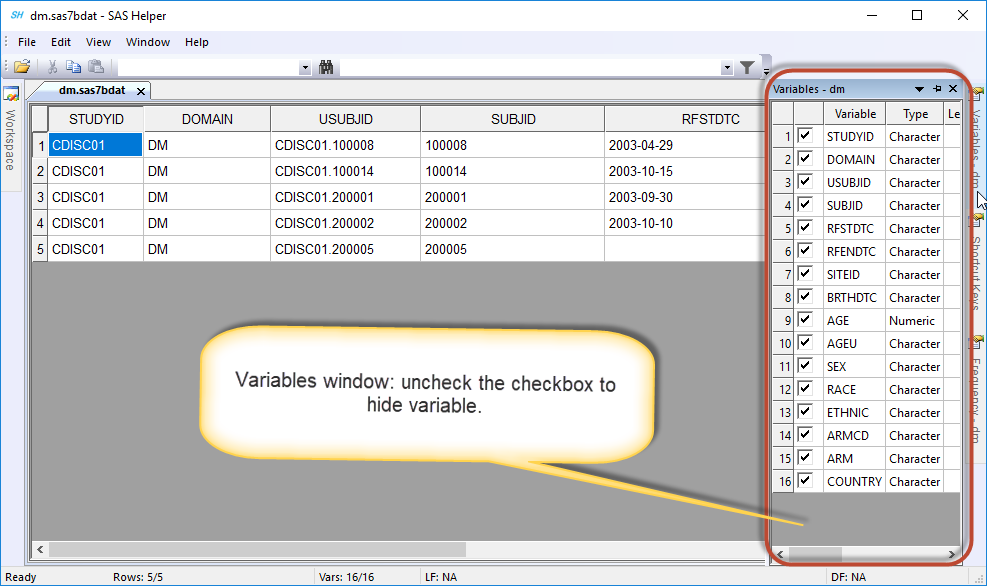 SH dm.sas7bdat - SAS Helper
File Edit View Window Help
dm.sas7bdat
Workspace
STUDYID DOMAIN USUBJID SUBJID RFSTDTC
1 CDISC01 DM CDISC01.100008 100008 2003-04-29
2 CDISC01 DM CDISC01.100014 100014 2003-10-15
3 CDISC01 DM CDISC01.200001 200001 2003-09-30
4 CDISC01 DM CDISC01.200002 200002 2003-10-10
5 CDISC01 DM CDISC01.200005 200005
Variables window: uncheck the checkbox to
hide variable.
Variables - dm
Variable Type Le
1 STUDYID Character
2 DOMAIN Character
3 USUBJID Character
4 SUBJID Character
5 RFSTDTC Character
6 RFENDTC Character
7 SITEID Character
8 BRTHDTC Character
9 AGE Numeric
10 AGEU Character
11 SEX Character
12 RACE Character
13 ETHNIC Character
14 ARMCD Character
15 ARM Character
16 COUNTRY Character
Variables - dm
Shortcut Keys
Frequency - dm
Ready Rows: 5/5 Vars: 16/16 LF: NA DF: NA